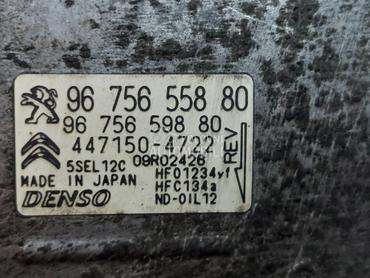 96 756 558 80
96 756 598 80
447150-4722
5SEL12C 09R02426
MADE IN JAPAN HFO1234yf
HFC134a
DENSO ND-OIL12
REV